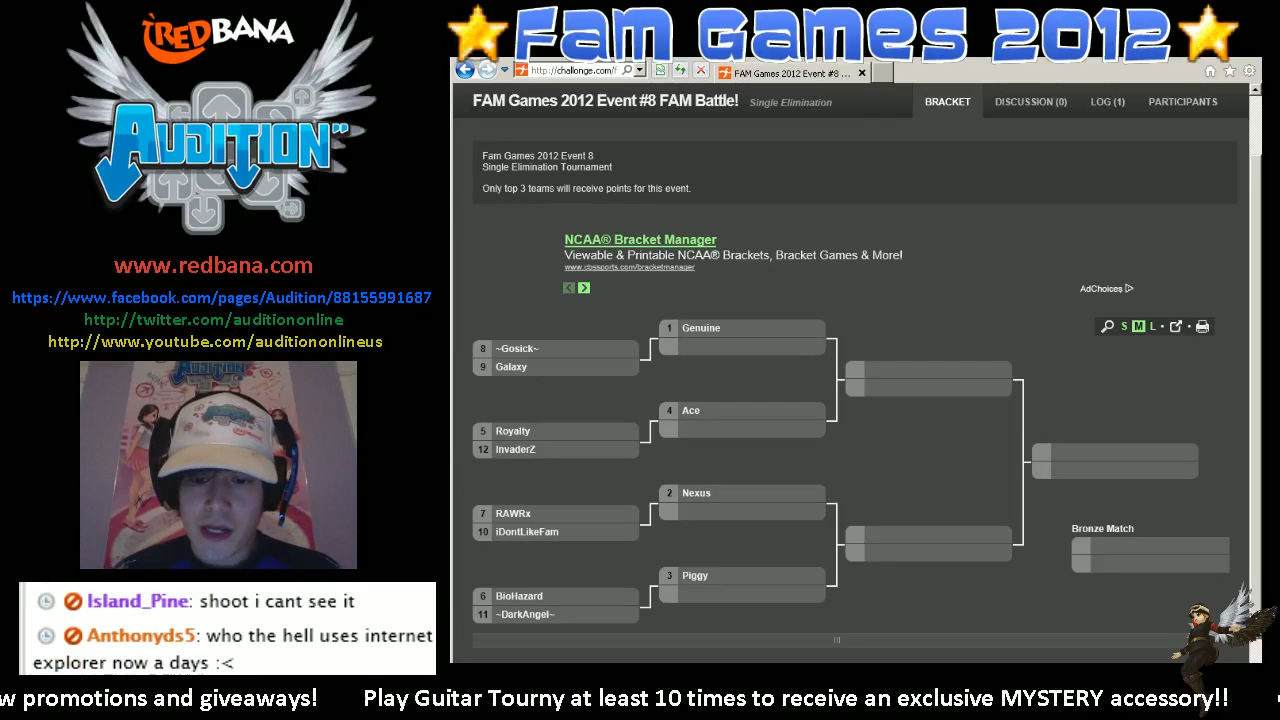 REDBANA
AUDITION™
www.redbana.com
https://www.facebook.com/pages/Audition/88155991687
http://twitter.com/auditiononline
http://www.youtube.com/auditiononlineus
Island_Pine: shoot i cant see it
Anthonyds5: who the hell uses internet
explorer now a days :<
Fam Games 2012
http://challonge.com/f
FAM Games 2012 Event #8 ...
FAM Games 2012 Event #8 FAM Battle!
Single Elimination
BRACKET
DISCUSSION (0)
LOG (1)
PARTICIPANTS
Fam Games 2012 Event 8
Single Elimination Tournament
Only top 3 teams will receive points for this event.
NCAA® Bracket Manager
Viewable & Printable NCAA® Brackets, Bracket Games & More!
www.cbssports.com/bracketmanager
AdChoices
S M L
8 ~Gosick~
9 Galaxy
5 Royalty
12 InvaderZ
7 RAWRx
10 iDontLikeFam
6 BioHazard
11 ~DarkAngel~
1 Genuine
4 Ace
2 Nexus
3 Piggy
Bronze Match
w promotions and giveaways! Play Guitar Tourny at least 10 times to receive an exclusive MYSTERY accessory!!